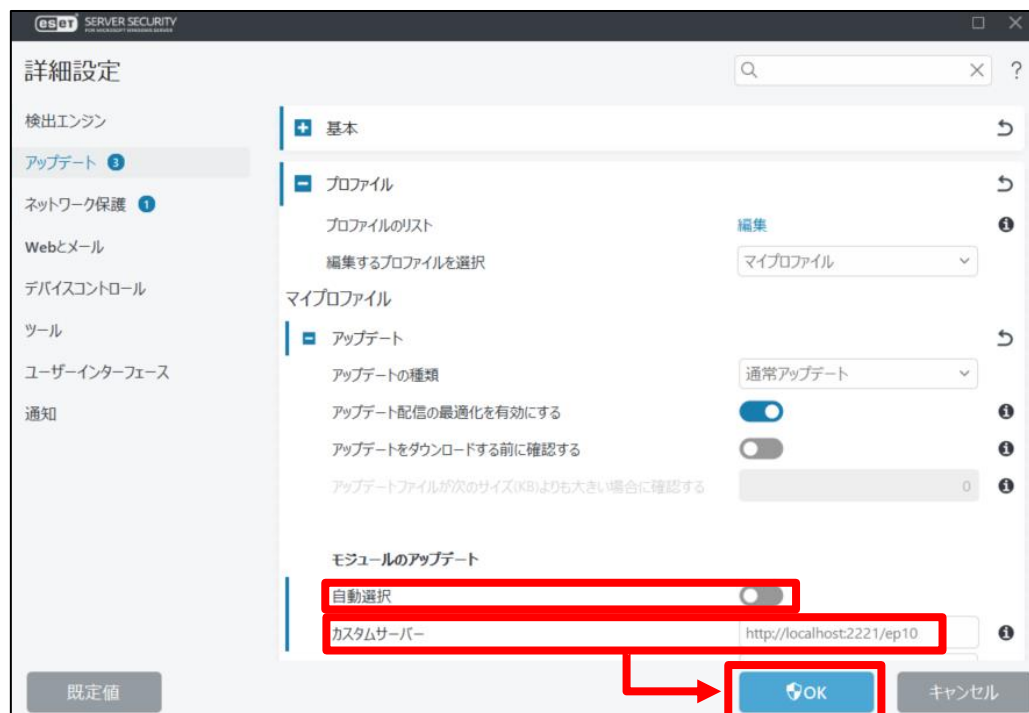 eset SERVER SECURITY
FOR MICROSOFT WINDOWS SERVER
詳細設定
?
検出エンジン
アップデート 3
ネットワーク保護 1
Webとメール
デバイスコントロール
ツール
ユーザーインターフェース
通知
基本
プロファイル
プロファイルのリスト 編集
編集するプロファイルを選択 マイプロファイル
マイプロファイル
アップデート
アップデートの種類 通常アップデート
アップデート配信の最適化を有効にする
アップデートをダウンロードする前に確認する
アップデートファイルが次のサイズ(KB)よりも大きい場合に確認する 0
モジュールのアップデート
自動選択
カスタムサーバー http://localhost:2221/ep10
既定値 OK キャンセル